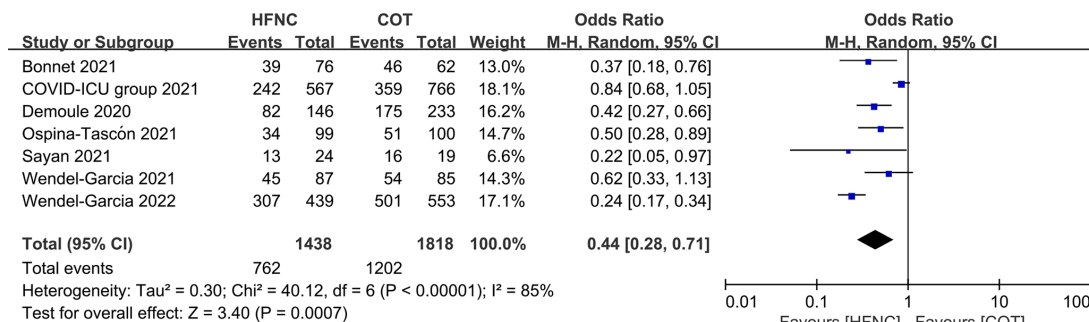 HFNC COT Odds Ratio Odds Ratio
Study or Subgroup Events Total Events Total Weight M-H, Random, 95% CI M-H, Random, 95% CI
Bonnet 2021 39 76 46 62 13.0% 0.37 [0.18, 0.76]
COVID-ICU group 2021 242 567 359 766 18.1% 0.84 [0.68, 1.05]
Demoule 2020 82 146 175 233 16.2% 0.42 [0.27, 0.66]
Ospina-Tascón 2021 34 99 51 100 14.7% 0.50 [0.28, 0.89]
Sayan 2021 13 24 16 19 6.6% 0.22 [0.05, 0.97]
Wendel-Garcia 2021 45 87 54 85 14.3% 0.62 [0.33, 1.13]
Wendel-Garcia 2022 307 439 501 553 17.1% 0.24 [0.17, 0.34]
Total (95% CI) 1438 1818 100.0% 0.44 [0.28, 0.71]
Total events 762 1202
Heterogeneity: Tau² = 0.30; Chi² = 40.12, df = 6 (P < 0.00001); I² = 85%
Test for overall effect: Z = 3.40 (P = 0.0007)
0.01 0.1 1 10 100
Favours [HFNC] Favours [COT]